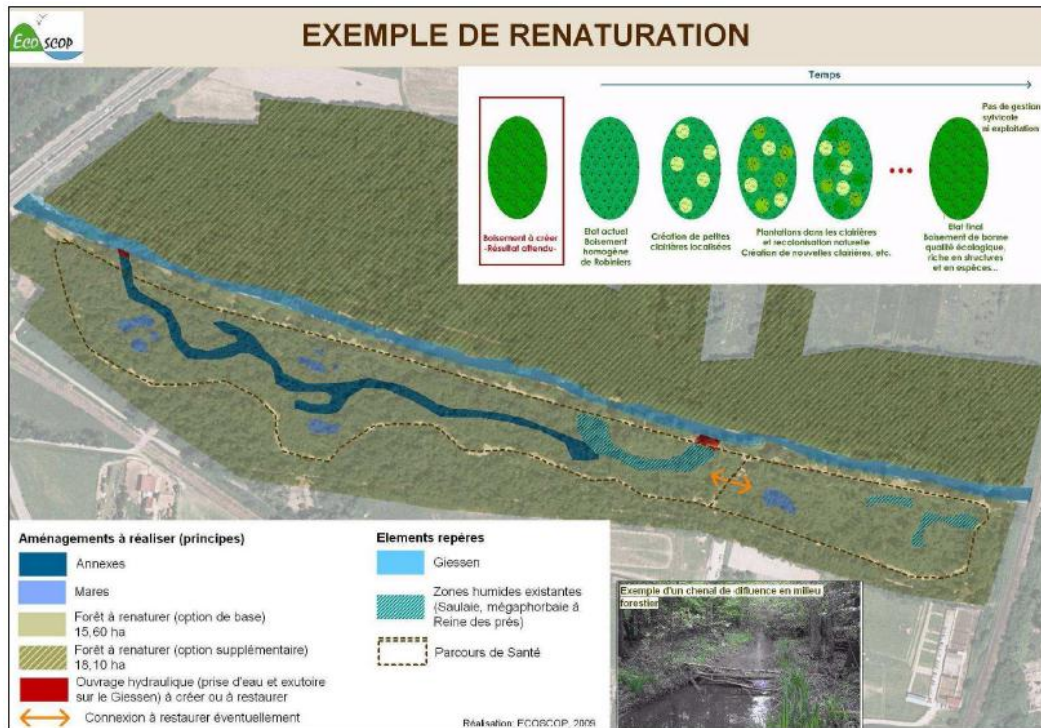 Eco SCOP
EXEMPLE DE RENATURATION
Temps
Pas de gestion
sylvicole
ni exploitation
Boisement à créer
-Résultat attendu-
Etat actuel
Boisement
homogène
de Robiniers
Création de petites
clairières localisées
Plantations dans les clairières
et recolonisation naturelle
Création de nouvelles clairières, etc.
Etat final
Boisement de bonne
qualité écologique,
riche en structures
et en espèces...
Aménagements à réaliser (principes)
Annexes
Mares
Forêt à renaturer (option de base)
15,60 ha
Forêt à renaturer (option supplémentaire)
18,10 ha
Ouvrage hydraulique (prise d'eau et exutoire
sur le Giessen) à créer ou à restaurer
Connexion à restaurer éventuellement
Elements repères
Giessen
Zones humides existantes
(Saulaie, mégaphorbaie à
Reine des prés)
Parcours de Santé
Réalisation: ECOSCOP, 2009
Exemple d'un chenal de difluence en milieu
forestier